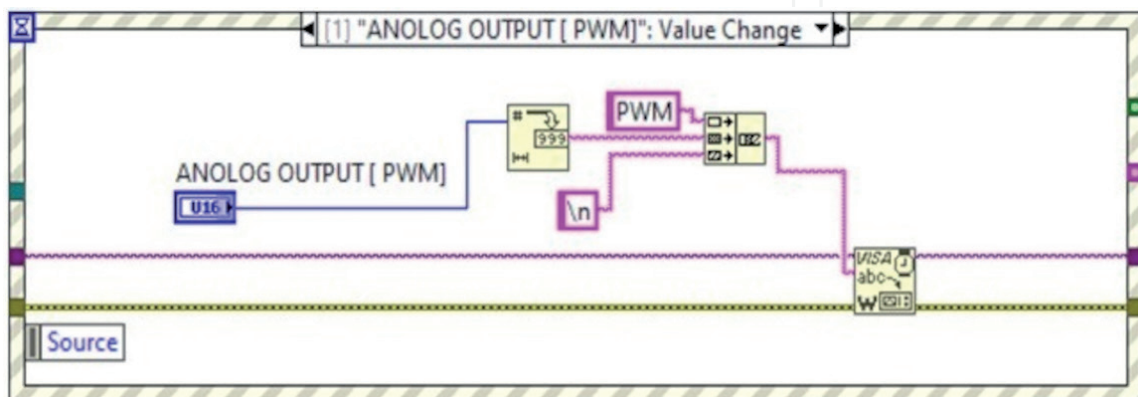 [1] "ANOLOG OUTPUT [ PWM]": Value Change
#
999
PWM
ANOLOG OUTPUT [ PWM]
U16
\n
VISA
abc
W
Source